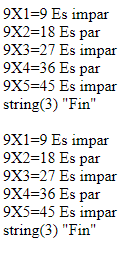 9X1=9 Es impar
9X2=18 Es par
9X3=27 Es impar
9X4=36 Es par
9X5=45 Es impar
string(3) "Fin"
9X1=9 Es impar
9X2=18 Es par
9X3=27 Es impar
9X4=36 Es par
9X5=45 Es impar
string(3) "Fin"